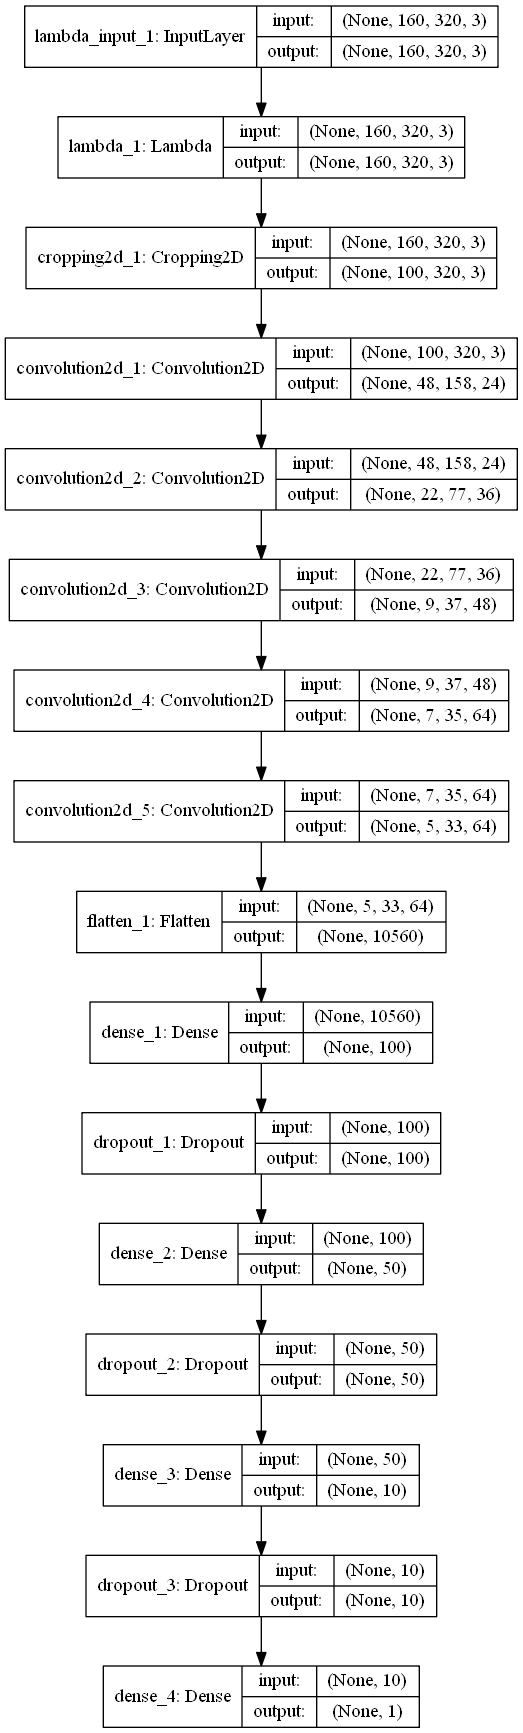 lambda_input_1: InputLayer
input: (None, 160, 320, 3)
output: (None, 160, 320, 3)
lambda_1: Lambda
input: (None, 160, 320, 3)
output: (None, 160, 320, 3)
cropping2d_1: Cropping2D
input: (None, 160, 320, 3)
output: (None, 100, 320, 3)
convolution2d_1: Convolution2D
input: (None, 100, 320, 3)
output: (None, 48, 158, 24)
convolution2d_2: Convolution2D
input: (None, 48, 158, 24)
output: (None, 22, 77, 36)
convolution2d_3: Convolution2D
input: (None, 22, 77, 36)
output: (None, 9, 37, 48)
convolution2d_4: Convolution2D
input: (None, 9, 37, 48)
output: (None, 7, 35, 64)
convolution2d_5: Convolution2D
input: (None, 7, 35, 64)
output: (None, 5, 33, 64)
flatten_1: Flatten
input: (None, 5, 33, 64)
output: (None, 10560)
dense_1: Dense
input: (None, 10560)
output: (None, 100)
dropout_1: Dropout
input: (None, 100)
output: (None, 100)
dense_2: Dense
input: (None, 100)
output: (None, 50)
dropout_2: Dropout
input: (None, 50)
output: (None, 50)
dense_3: Dense
input: (None, 50)
output: (None, 10)
dropout_3: Dropout
input: (None, 10)
output: (None, 10)
dense_4: Dense
input: (None, 10)
output: (None, 1)